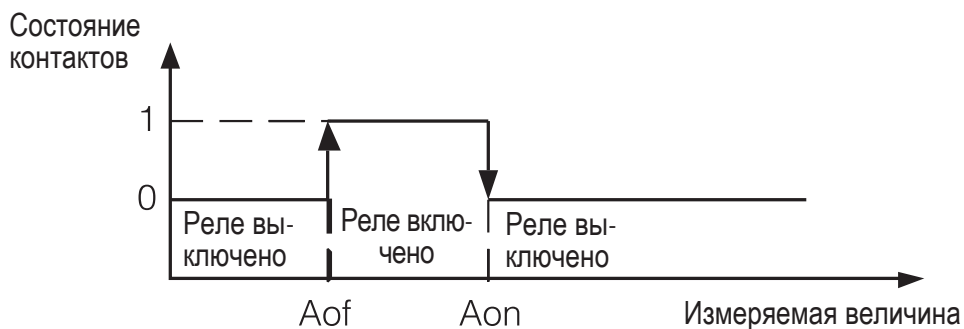 Состояние
контактов
1
0
Реле вы-
ключено
Реле вклю-
чено
Реле вы-
ключено
Aof
Aon
Измеряемая величина